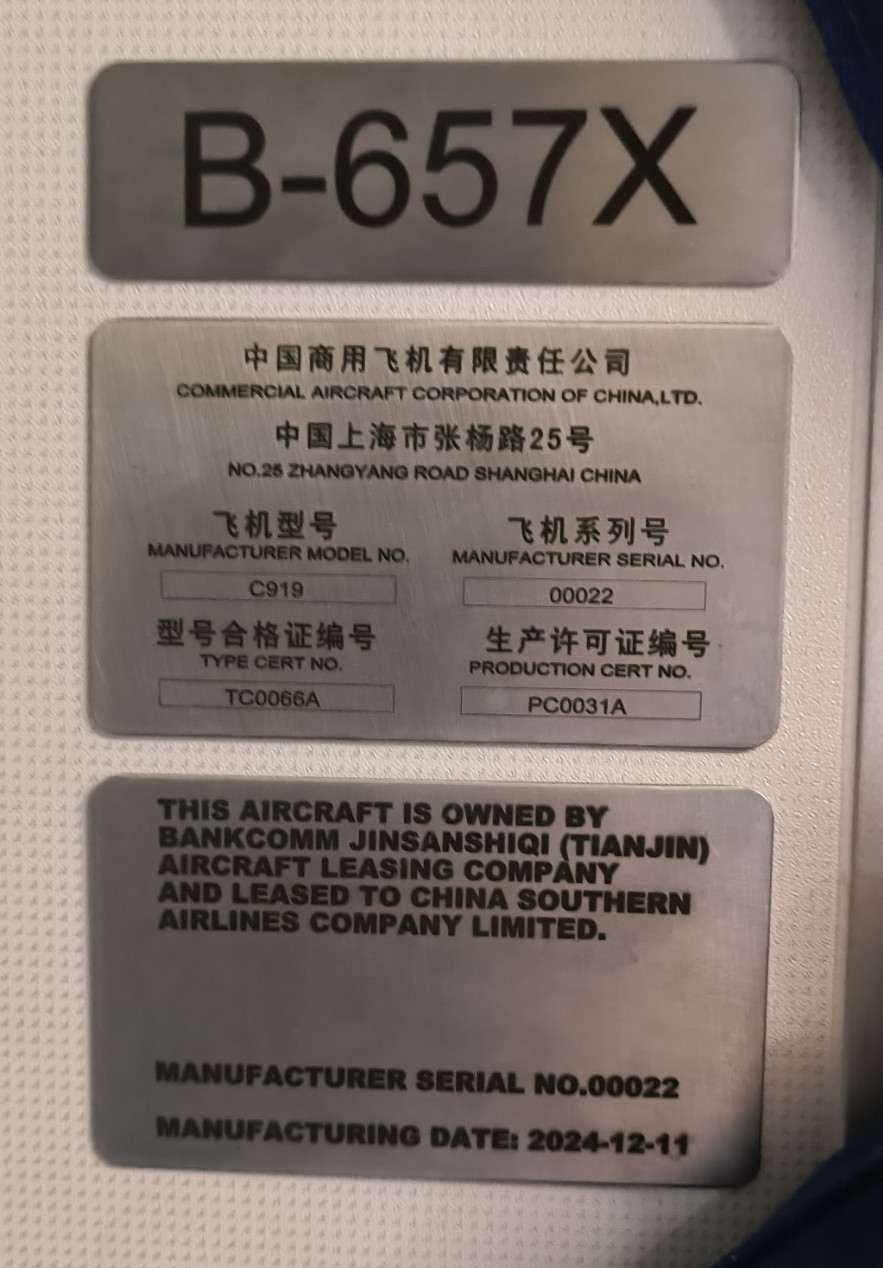 B-657X
中国商用飞机有限责任公司
COMMERCIAL AIRCRAFT CORPORATION OF CHINA,LTD.
中国上海市张杨路25号
NO.25 ZHANGYANG ROAD SHANGHAI CHINA
飞机型号 飞机系列号
MANUFACTURER MODEL NO. MANUFACTURER SERIAL NO.
C919 00022
型号合格证编号 生产许可证编号
TYPE CERT NO. PRODUCTION CERT NO.
TC0066A PC0031A
THIS AIRCRAFT IS OWNED BY
BANKCOMM JINSANSHIQI (TIANJIN)
AIRCRAFT LEASING COMPANY
AND LEASED TO CHINA SOUTHERN
AIRLINES COMPANY LIMITED.
MANUFACTURER SERIAL NO.00022
MANUFACTURING DATE: 2024-12-11